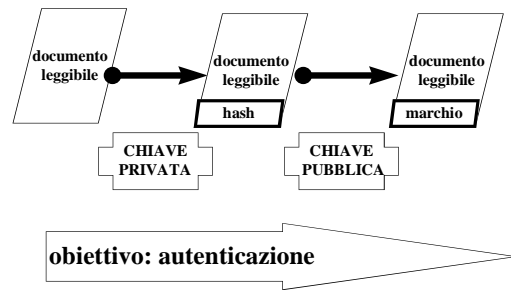 documento
leggibile
documento
leggibile
hash
documento
leggibile
marchio
CHIAVE
PRIVATA
CHIAVE
PUBBLICA
obiettivo: autenticazione